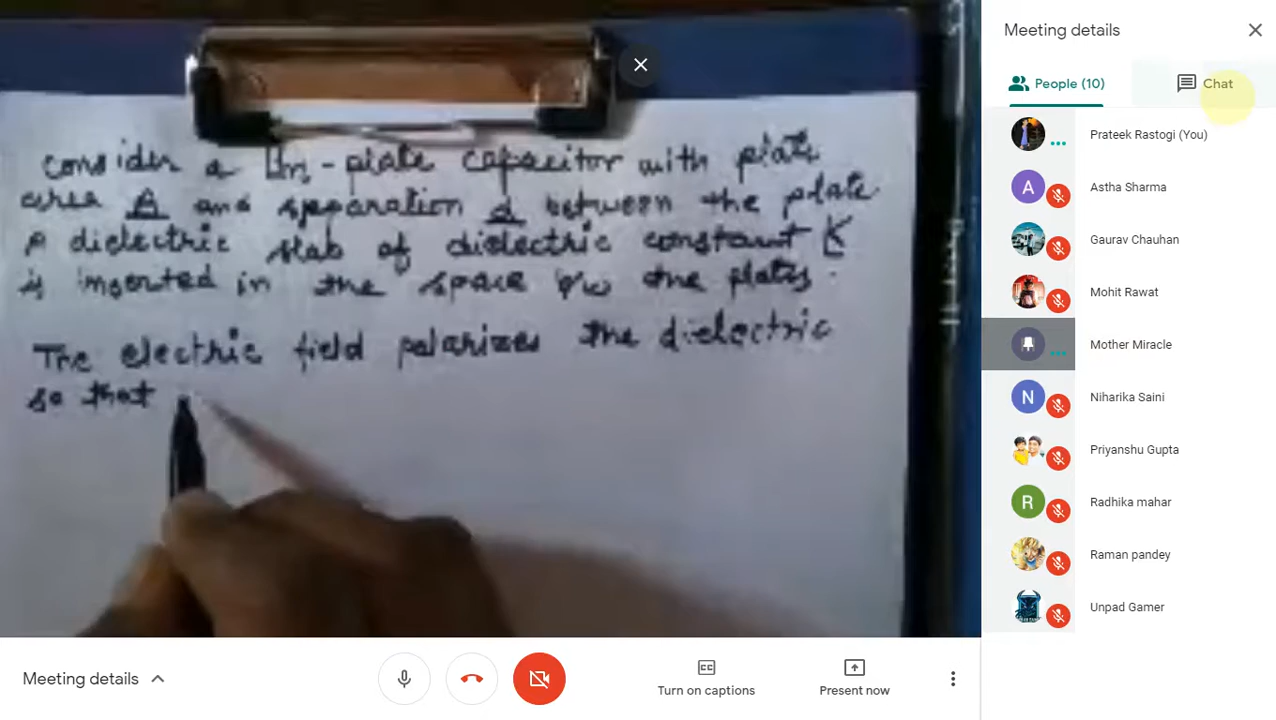 Meeting details
People (10)
Chat
Consider a -plate capacitor with plate
area A and separation d between the plate
A dielectric slab of dielectric constant K
is inserted in the space b/w the plates.
The electric field polarizes the dielectric
so that
Prateek Rastogi (You)
A Astha Sharma
Gaurav Chauhan
Mohit Rawat
Mother Miracle
N Niharika Saini
Priyanshu Gupta
R Radhika mahar
Raman pandey
Unpad Gamer
Meeting details
CC
Turn on captions
Present now